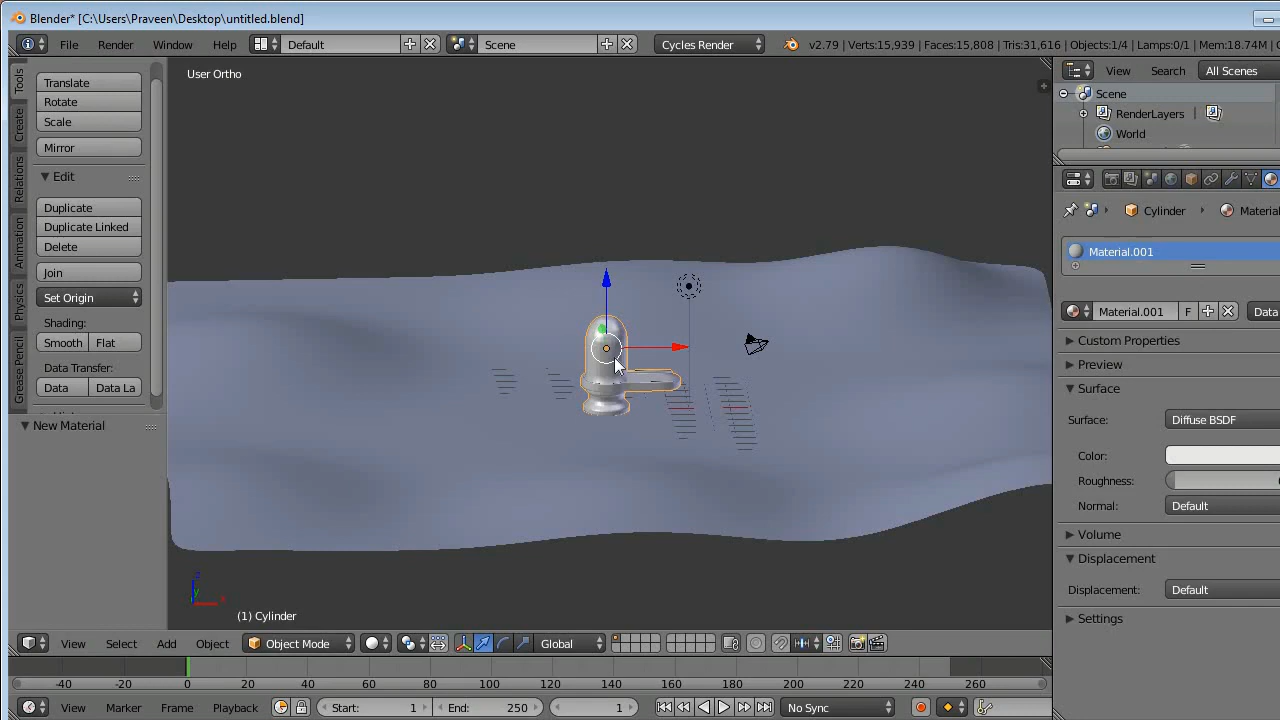 Blender* [C:\Users\Praveen\Desktop\untitled.blend]
File Render Window Help Default Scene Cycles Render v2.79 | Verts:15,939 | Faces:15,808 | Tris:31,616 | Objects:1/4 | Lamps:0/1 | Mem:18.74M
Tools
Create
Relations
Animation
Physics
Grease Pencil
Translate
Rotate
Scale
Mirror
Edit
Duplicate
Duplicate Linked
Delete
Join
Set Origin
Shading:
Smooth Flat
Data Transfer:
Data Data La
New Material
User Ortho
z
y
x
(1) Cylinder
View Search All Scenes
Scene
RenderLayers |
World
Cylinder Material
Material.001
Material.001 F Data
Custom Properties
Preview
Surface
Surface: Diffuse BSDF
Color:
Roughness:
Normal: Default
Volume
Displacement
Displacement: Default
Settings
View Select Add Object Object Mode Global
-40 -20 0 20 40 60 80 100 120 140 160 180 200 220 240 260
View Marker Frame Playback Start: 1 End: 250 1 No Sync